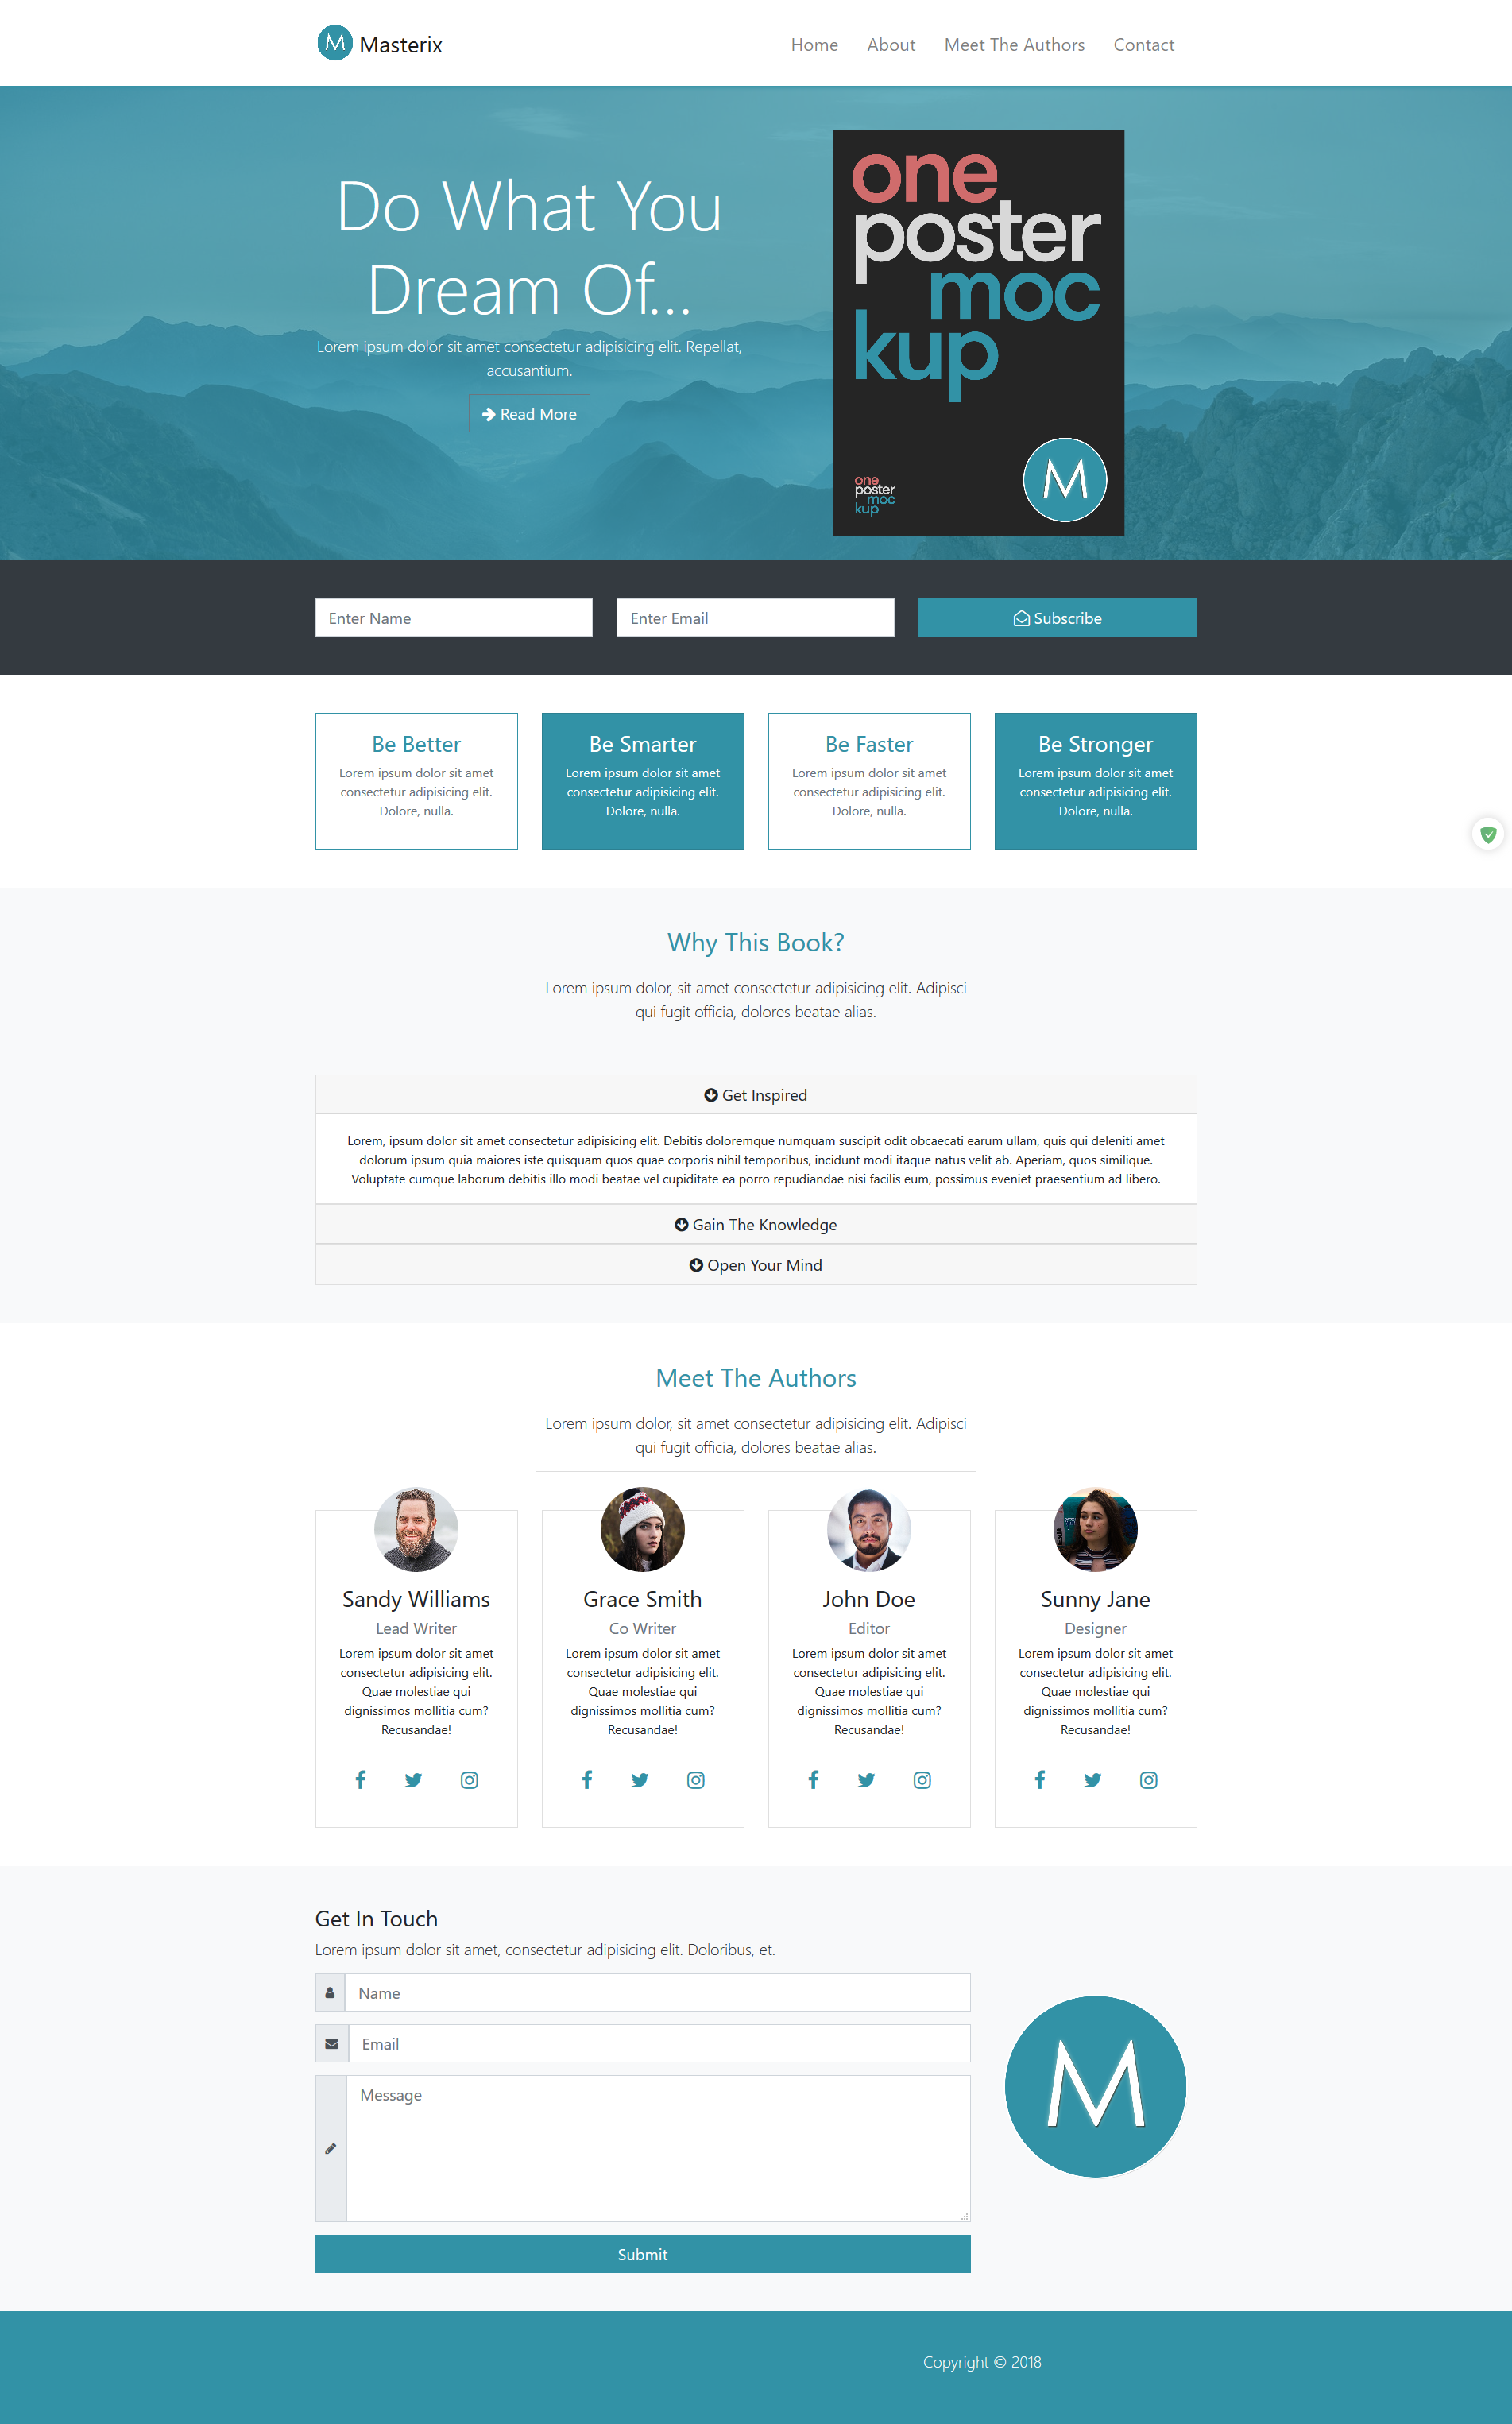 M Masterix
Home About Meet The Authors Contact
Do What You
Dream Of...
Lorem ipsum dolor sit amet consectetur adipisicing elit. Repellat,
accusantium.
Read More
one
poster
moc
kup
one
poster
moc
kup
M
Enter Name
Enter Email
Subscribe
Be Better
Lorem ipsum dolor sit amet
consectetur adipisicing elit.
Dolore, nulla.
Be Smarter
Lorem ipsum dolor sit amet
consectetur adipisicing elit.
Dolore, nulla.
Be Faster
Lorem ipsum dolor sit amet
consectetur adipisicing elit.
Dolore, nulla.
Be Stronger
Lorem ipsum dolor sit amet
consectetur adipisicing elit.
Dolore, nulla.
Why This Book?
Lorem ipsum dolor, sit amet consectetur adipisicing elit. Adipisci
qui fugit officia, dolores beatae alias.
Get Inspired
Lorem, ipsum dolor sit amet consectetur adipisicing elit. Debitis doloremque numquam suscipit odit obcaecati earum ullam, quis qui deleniti amet
dolorum ipsum quia maiores iste quisquam quos quae corporis nihil temporibus, incidunt modi itaque natus velit ab. Aperiam, quos similique.
Voluptate cumque laborum debitis illo modi beatae vel cupiditate ea porro repudiandae nisi facilis eum, possimus eveniet praesentium ad libero.
Gain The Knowledge
Open Your Mind
Meet The Authors
Lorem ipsum dolor, sit amet consectetur adipisicing elit. Adipisci
qui fugit officia, dolores beatae alias.
Sandy Williams
Lead Writer
Lorem ipsum dolor sit amet
consectetur adipisicing elit.
Quae molestiae qui
dignissimos mollitia cum?
Recusandae!
Grace Smith
Co Writer
Lorem ipsum dolor sit amet
consectetur adipisicing elit.
Quae molestiae qui
dignissimos mollitia cum?
Recusandae!
John Doe
Editor
Lorem ipsum dolor sit amet
consectetur adipisicing elit.
Quae molestiae qui
dignissimos mollitia cum?
Recusandae!
Sunny Jane
Designer
Lorem ipsum dolor sit amet
consectetur adipisicing elit.
Quae molestiae qui
dignissimos mollitia cum?
Recusandae!
Get In Touch
Lorem ipsum dolor sit amet, consectetur adipisicing elit. Doloribus, et.
Name
Email
Message
M
Submit
Copyright © 2018